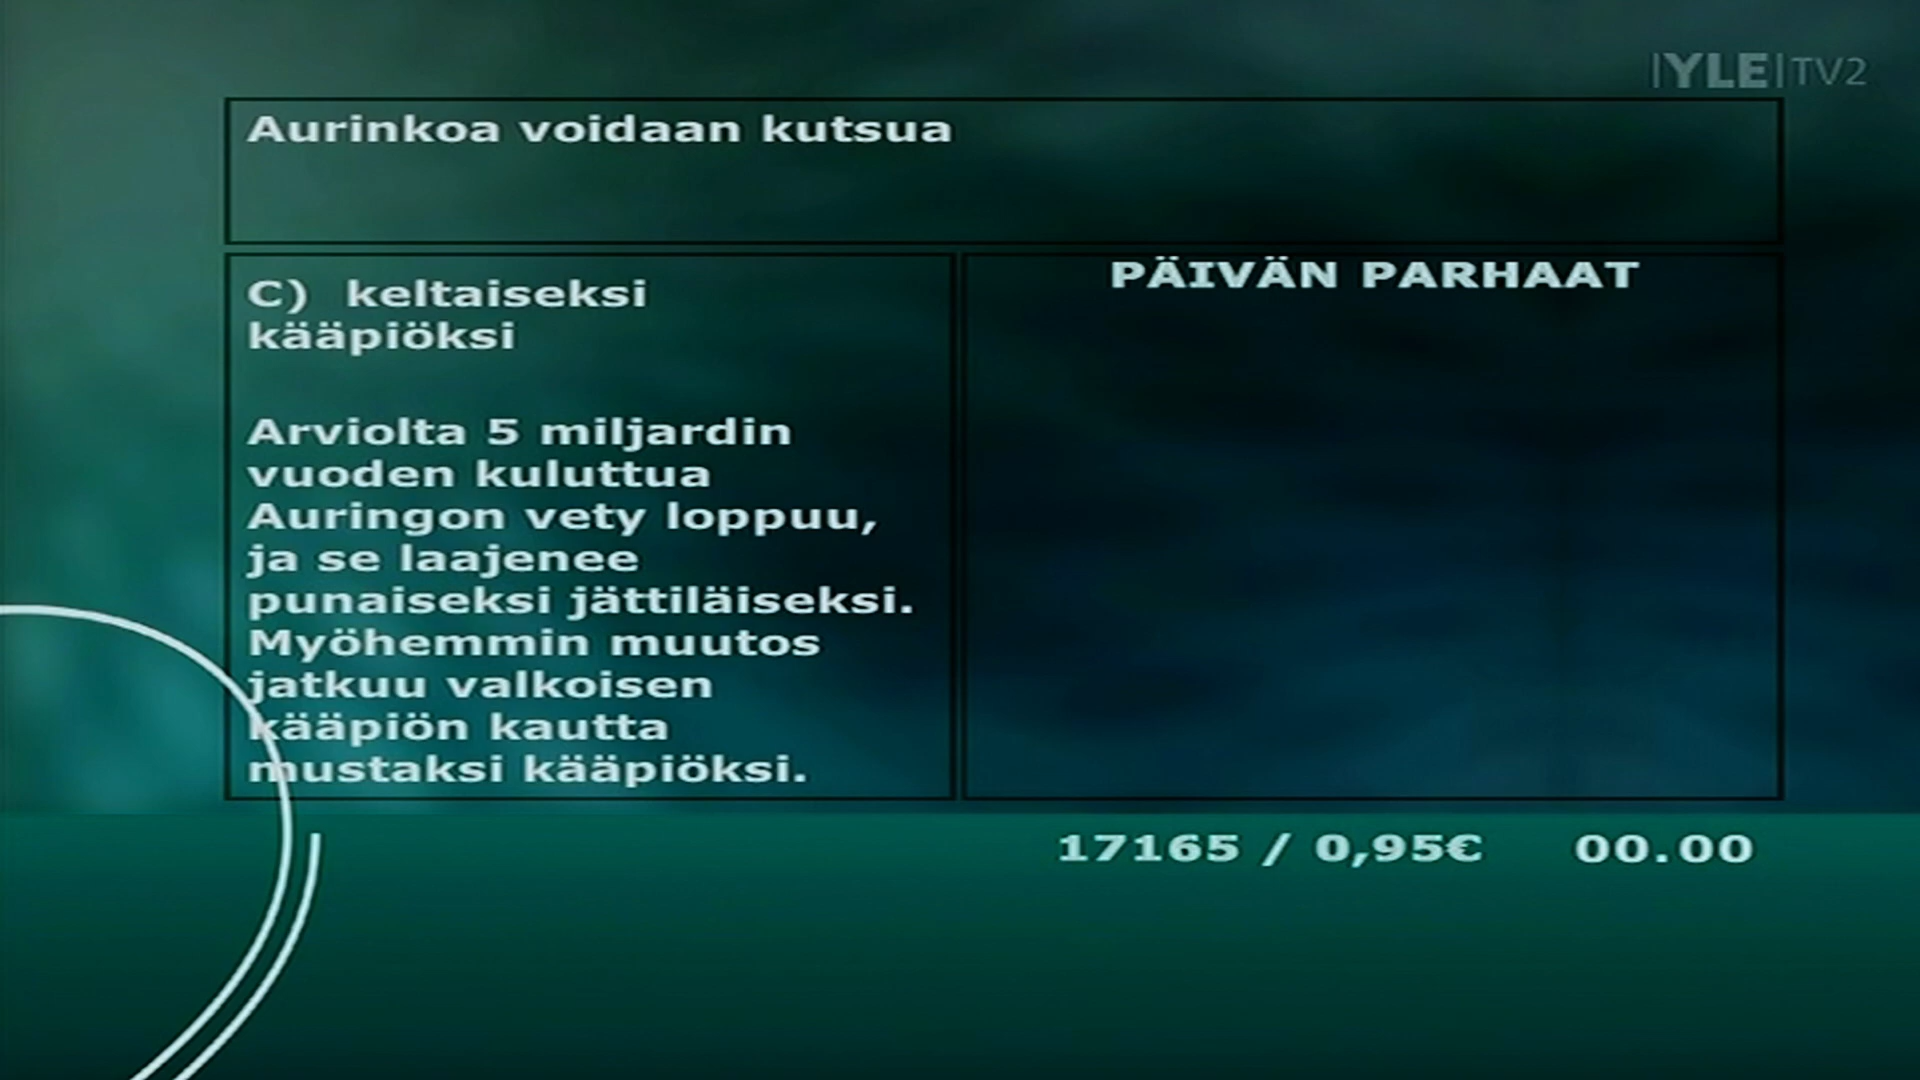 YLE TV2
Aurinkoa voidaan kutsua
C) keltaiseksi
kääpiöksi
Arviolta 5 miljardin
vuoden kuluttua
Auringon vety loppuu,
ja se laajenee
punaiseksi jättiläiseksi.
Myöhemmin muutos
jatkuu valkoisen
kääpiön kautta
mustaksi kääpiöksi.
PÄIVÄN PARHAAT
17165 / 0,95€ 00.00